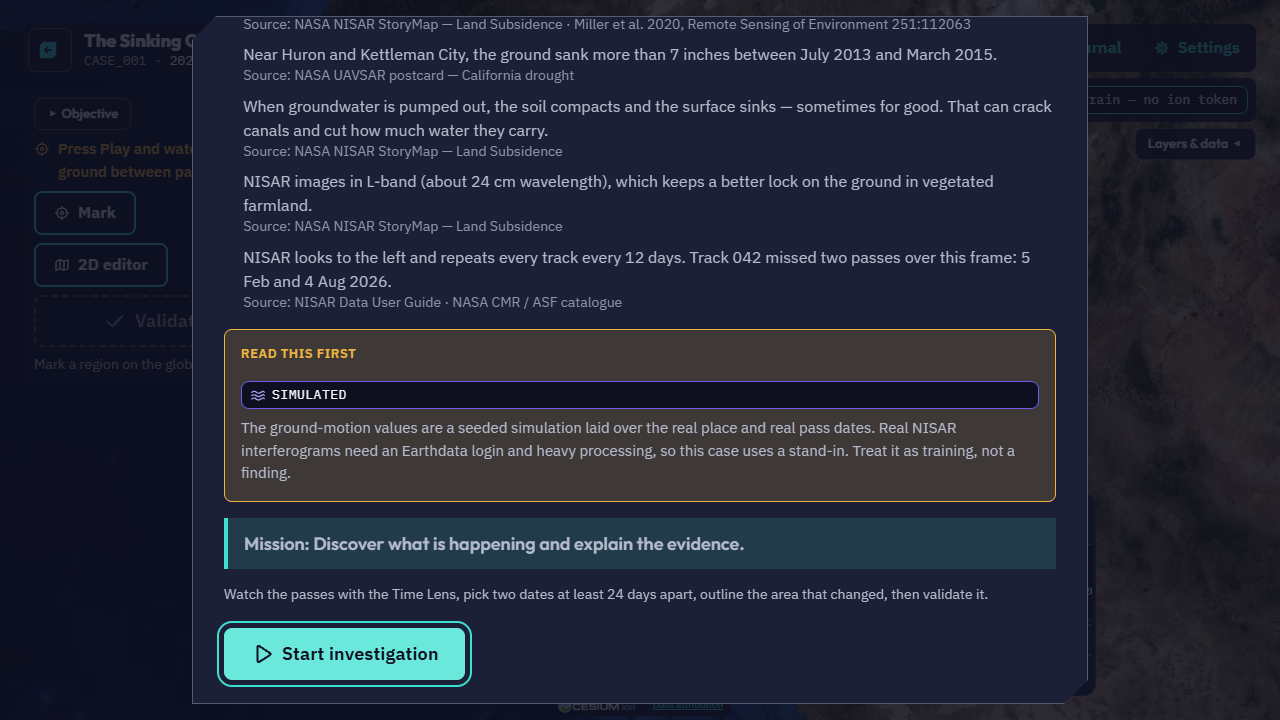 Source: NASA NISAR StoryMap — Land Subsidence · Miller et al. 2020, Remote Sensing of Environment 251:112063
The Sinking G
CASE_001 · 202
urnal
Settings
Near Huron and Kettleman City, the ground sank more than 7 inches between July 2013 and March 2015.
Source: NASA UAVSAR postcard — California drought
rain — no ion token
Objective
When groundwater is pumped out, the soil compacts and the surface sinks — sometimes for good. That can crack
canals and cut how much water they carry.
Source: NASA NISAR StoryMap — Land Subsidence
Layers & data
Press Play and wat
ground between pa
NISAR images in L-band (about 24 cm wavelength), which keeps a better lock on the ground in vegetated
farmland.
Source: NASA NISAR StoryMap — Land Subsidence
Mark
2D editor
NISAR looks to the left and repeats every track every 12 days. Track 042 missed two passes over this frame: 5
Feb and 4 Aug 2026.
Source: NISAR Data User Guide · NASA CMR / ASF catalogue
Validat
Mark a region on the glob
READ THIS FIRST
SIMULATED
The ground-motion values are a seeded simulation laid over the real place and real pass dates. Real NISAR
interferograms need an Earthdata login and heavy processing, so this case uses a stand-in. Treat it as training, not a
finding.
Mission: Discover what is happening and explain the evidence.
Watch the passes with the Time Lens, pick two dates at least 24 days apart, outline the area that changed, then validate it.
Start investigation
CESIUM ion
Data attribution